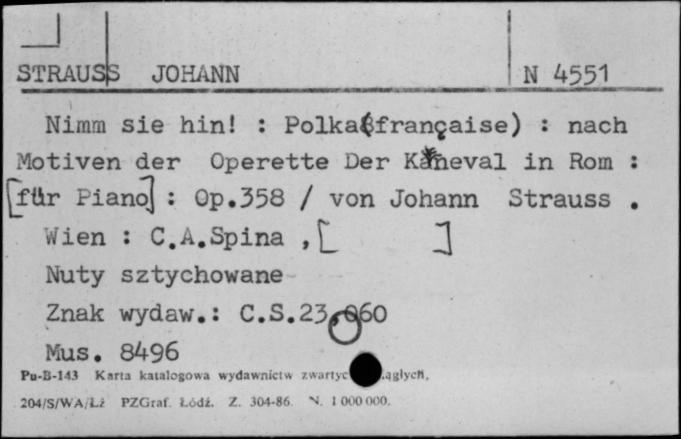 STRAUSS JOHANN N 4551
Nimm sie hin! : Polka(française) : nach
Motiven der Operette Der Karneval in Rom :
[für Piano] : Op.358 / von Johann Strauss .
Wien : C.A.Spina , [ ]
Nuty sztychowane
Znak wydaw.: C.S.23,060
Mus. 8496
Pu-B-143 Karta katalogowa wydawnictw
204/S/WA/Łź PZGraf. Łódź. Z. 304-86. N. 1 000 000.